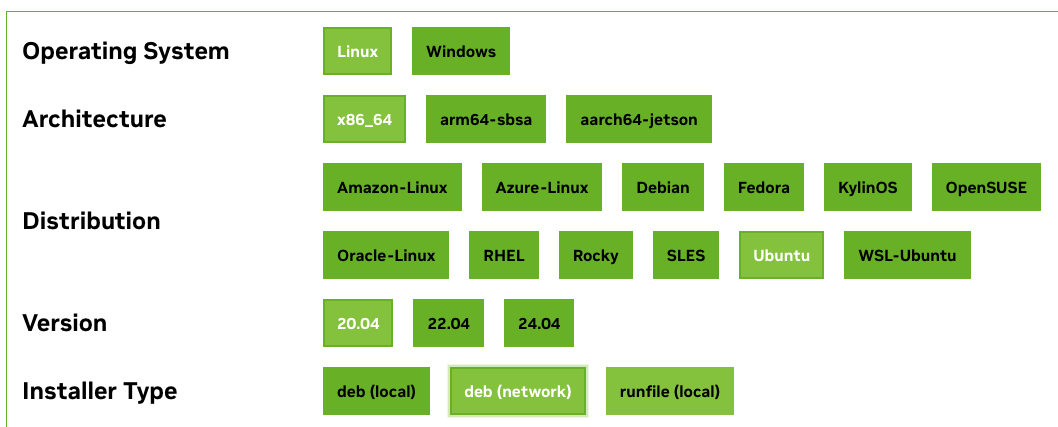 Operating System Linux Windows
Architecture x86_64 arm64-sbsa aarch64-jetson
Distribution
Amazon-Linux Azure-Linux Debian Fedora KylinOS OpenSUSE
Oracle-Linux RHEL Rocky SLES Ubuntu WSL-Ubuntu
Version 20.04 22.04 24.04
Installer Type deb (local) deb (network) runfile (local)